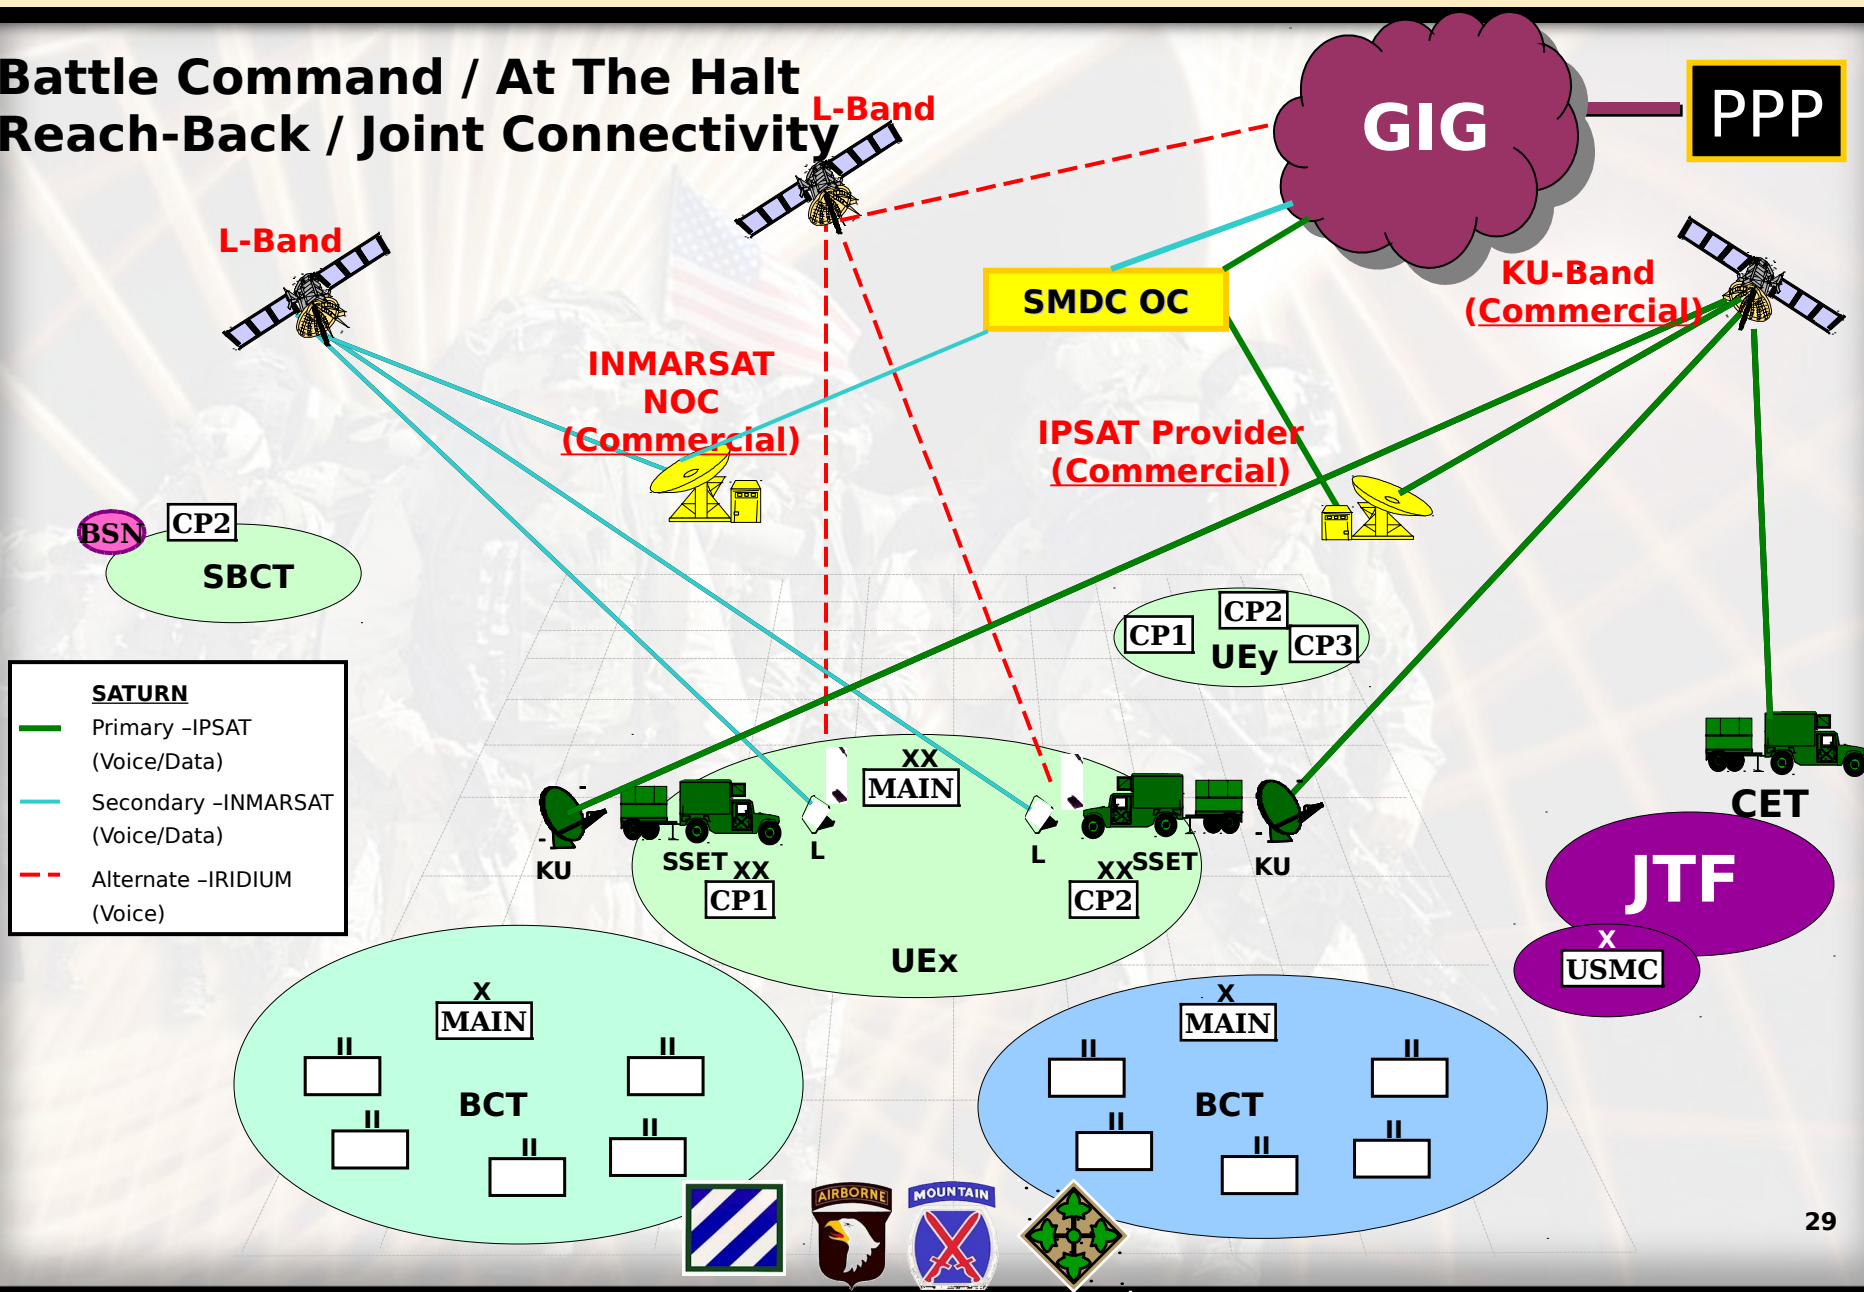 Battle Command / At The Halt
Reach-Back / Joint Connectivity
L-Band
GIG
PPP
L-Band
KU-Band
(Commercial)
SMDC OC
INMARSAT
NOC
(Commercial)
IPSAT Provider
(Commercial)
BSN
CP2
SBCT
CP1
CP2
CP3
UEy
SATURN
Primary –IPSAT
(Voice/Data)
Secondary –INMARSAT
(Voice/Data)
Alternate –IRIDIUM
(Voice)
XX
MAIN
KU
SSET
L
L
SSET
KU
XX
CP1
XX
CP2
UEx
CET
JTF
X
USMC
X
MAIN
II
II
BCT
II
II
II
X
MAIN
II
II
BCT
II
II
II
AIRBORNE
MOUNTAIN
29